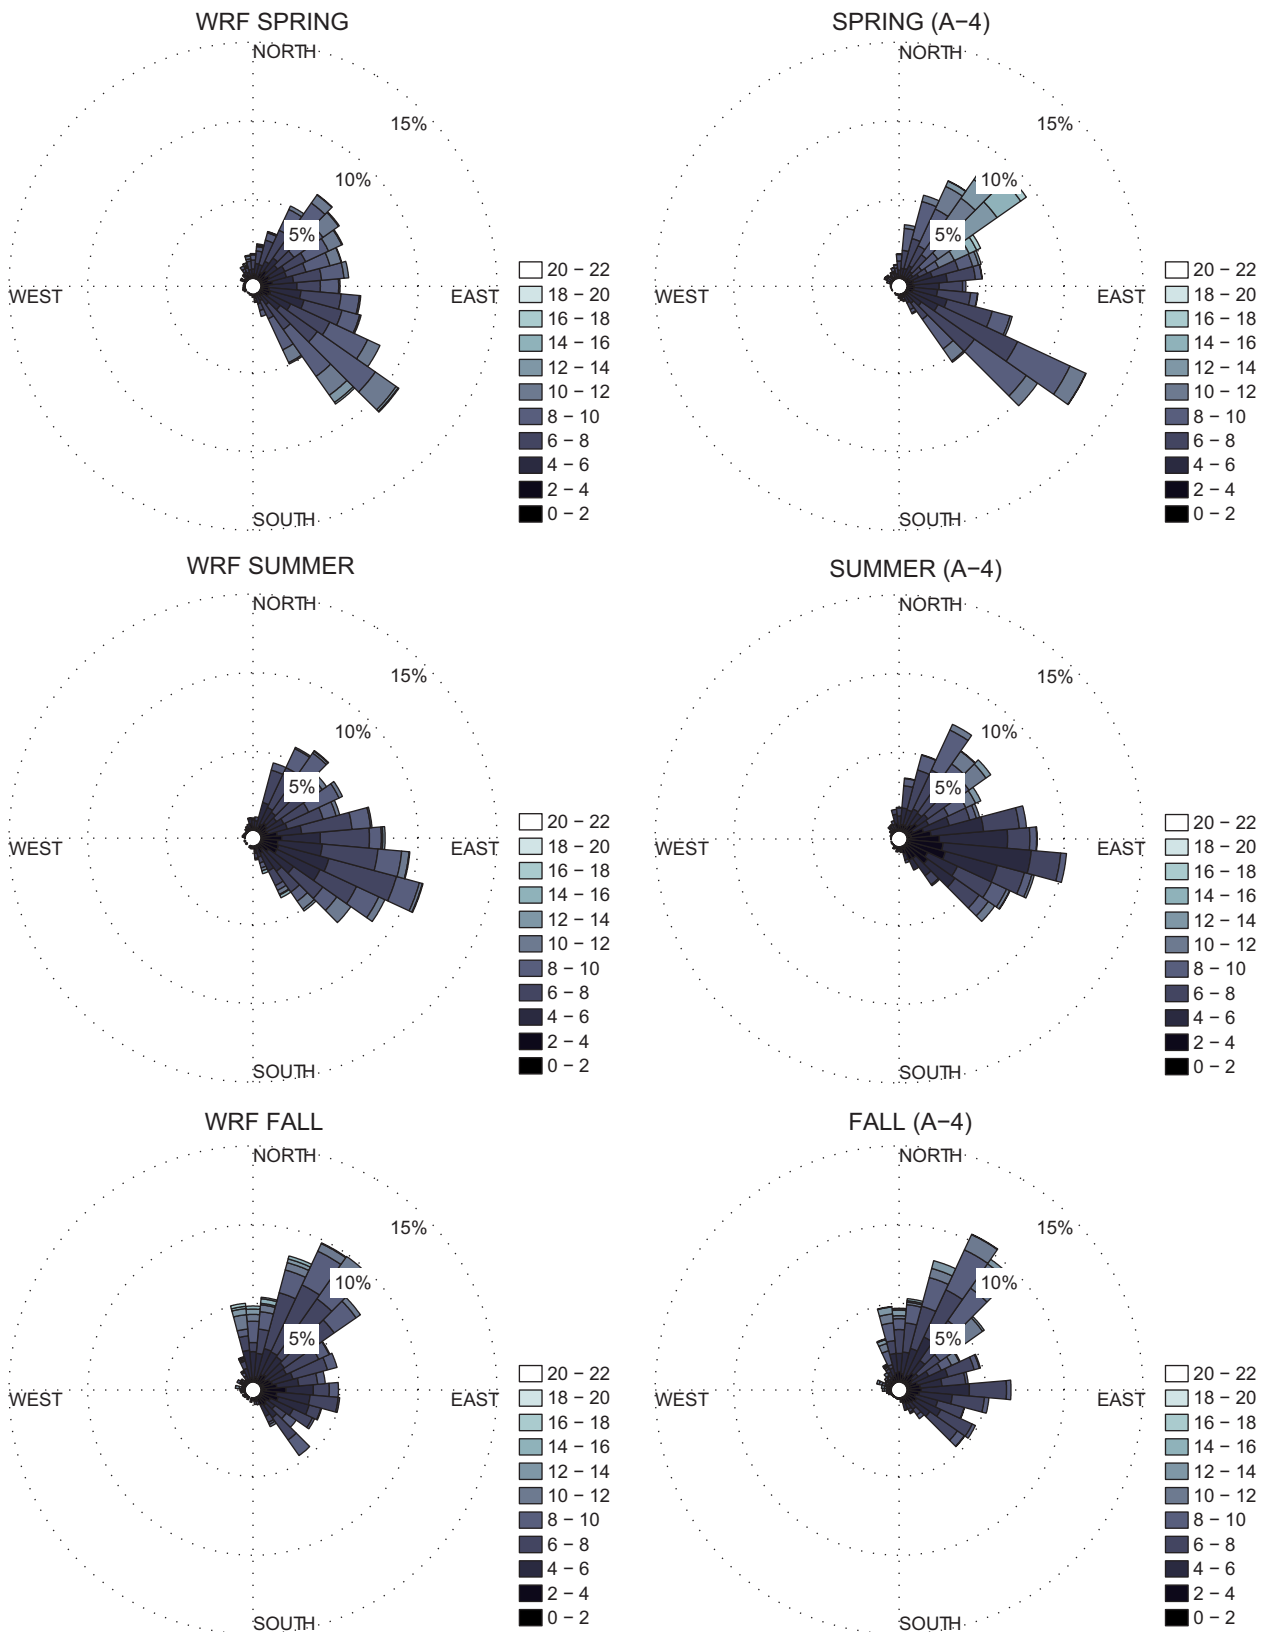 WRF SPRING
NORTH
15%
10%
5%
WEST
EAST
SOUTH
20 − 22
18 − 20
16 − 18
14 − 16
12 − 14
10 − 12
8 − 10
6 − 8
4 − 6
2 − 4
0 − 2
SPRING (A−4)
NORTH
15%
10%
5%
WEST
EAST
SOUTH
20 − 22
18 − 20
16 − 18
14 − 16
12 − 14
10 − 12
8 − 10
6 − 8
4 − 6
2 − 4
0 − 2
WRF SUMMER
NORTH
15%
10%
5%
WEST
EAST
SOUTH
20 − 22
18 − 20
16 − 18
14 − 16
12 − 14
10 − 12
8 − 10
6 − 8
4 − 6
2 − 4
0 − 2
SUMMER (A−4)
NORTH
15%
10%
5%
WEST
EAST
SOUTH
20 − 22
18 − 20
16 − 18
14 − 16
12 − 14
10 − 12
8 − 10
6 − 8
4 − 6
2 − 4
0 − 2
WRF FALL
NORTH
15%
10%
5%
WEST
EAST
SOUTH
20 − 22
18 − 20
16 − 18
14 − 16
12 − 14
10 − 12
8 − 10
6 − 8
4 − 6
2 − 4
0 − 2
FALL (A−4)
NORTH
15%
10%
5%
WEST
EAST
SOUTH
20 − 22
18 − 20
16 − 18
14 − 16
12 − 14
10 − 12
8 − 10
6 − 8
4 − 6
2 − 4
0 − 2